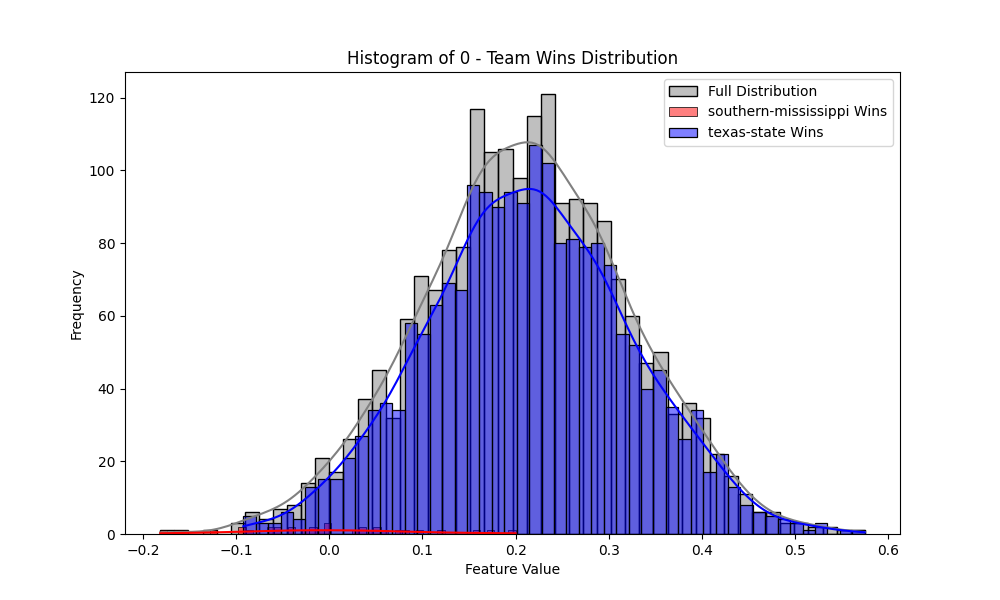 Histogram of 0 - Team Wins Distribution
Full Distribution
southern-mississippi Wins
texas-state Wins
Frequency
120
100
80
60
40
20
0
−0.2
−0.1
0.0
0.1
0.2
0.3
0.4
0.5
0.6
Feature Value